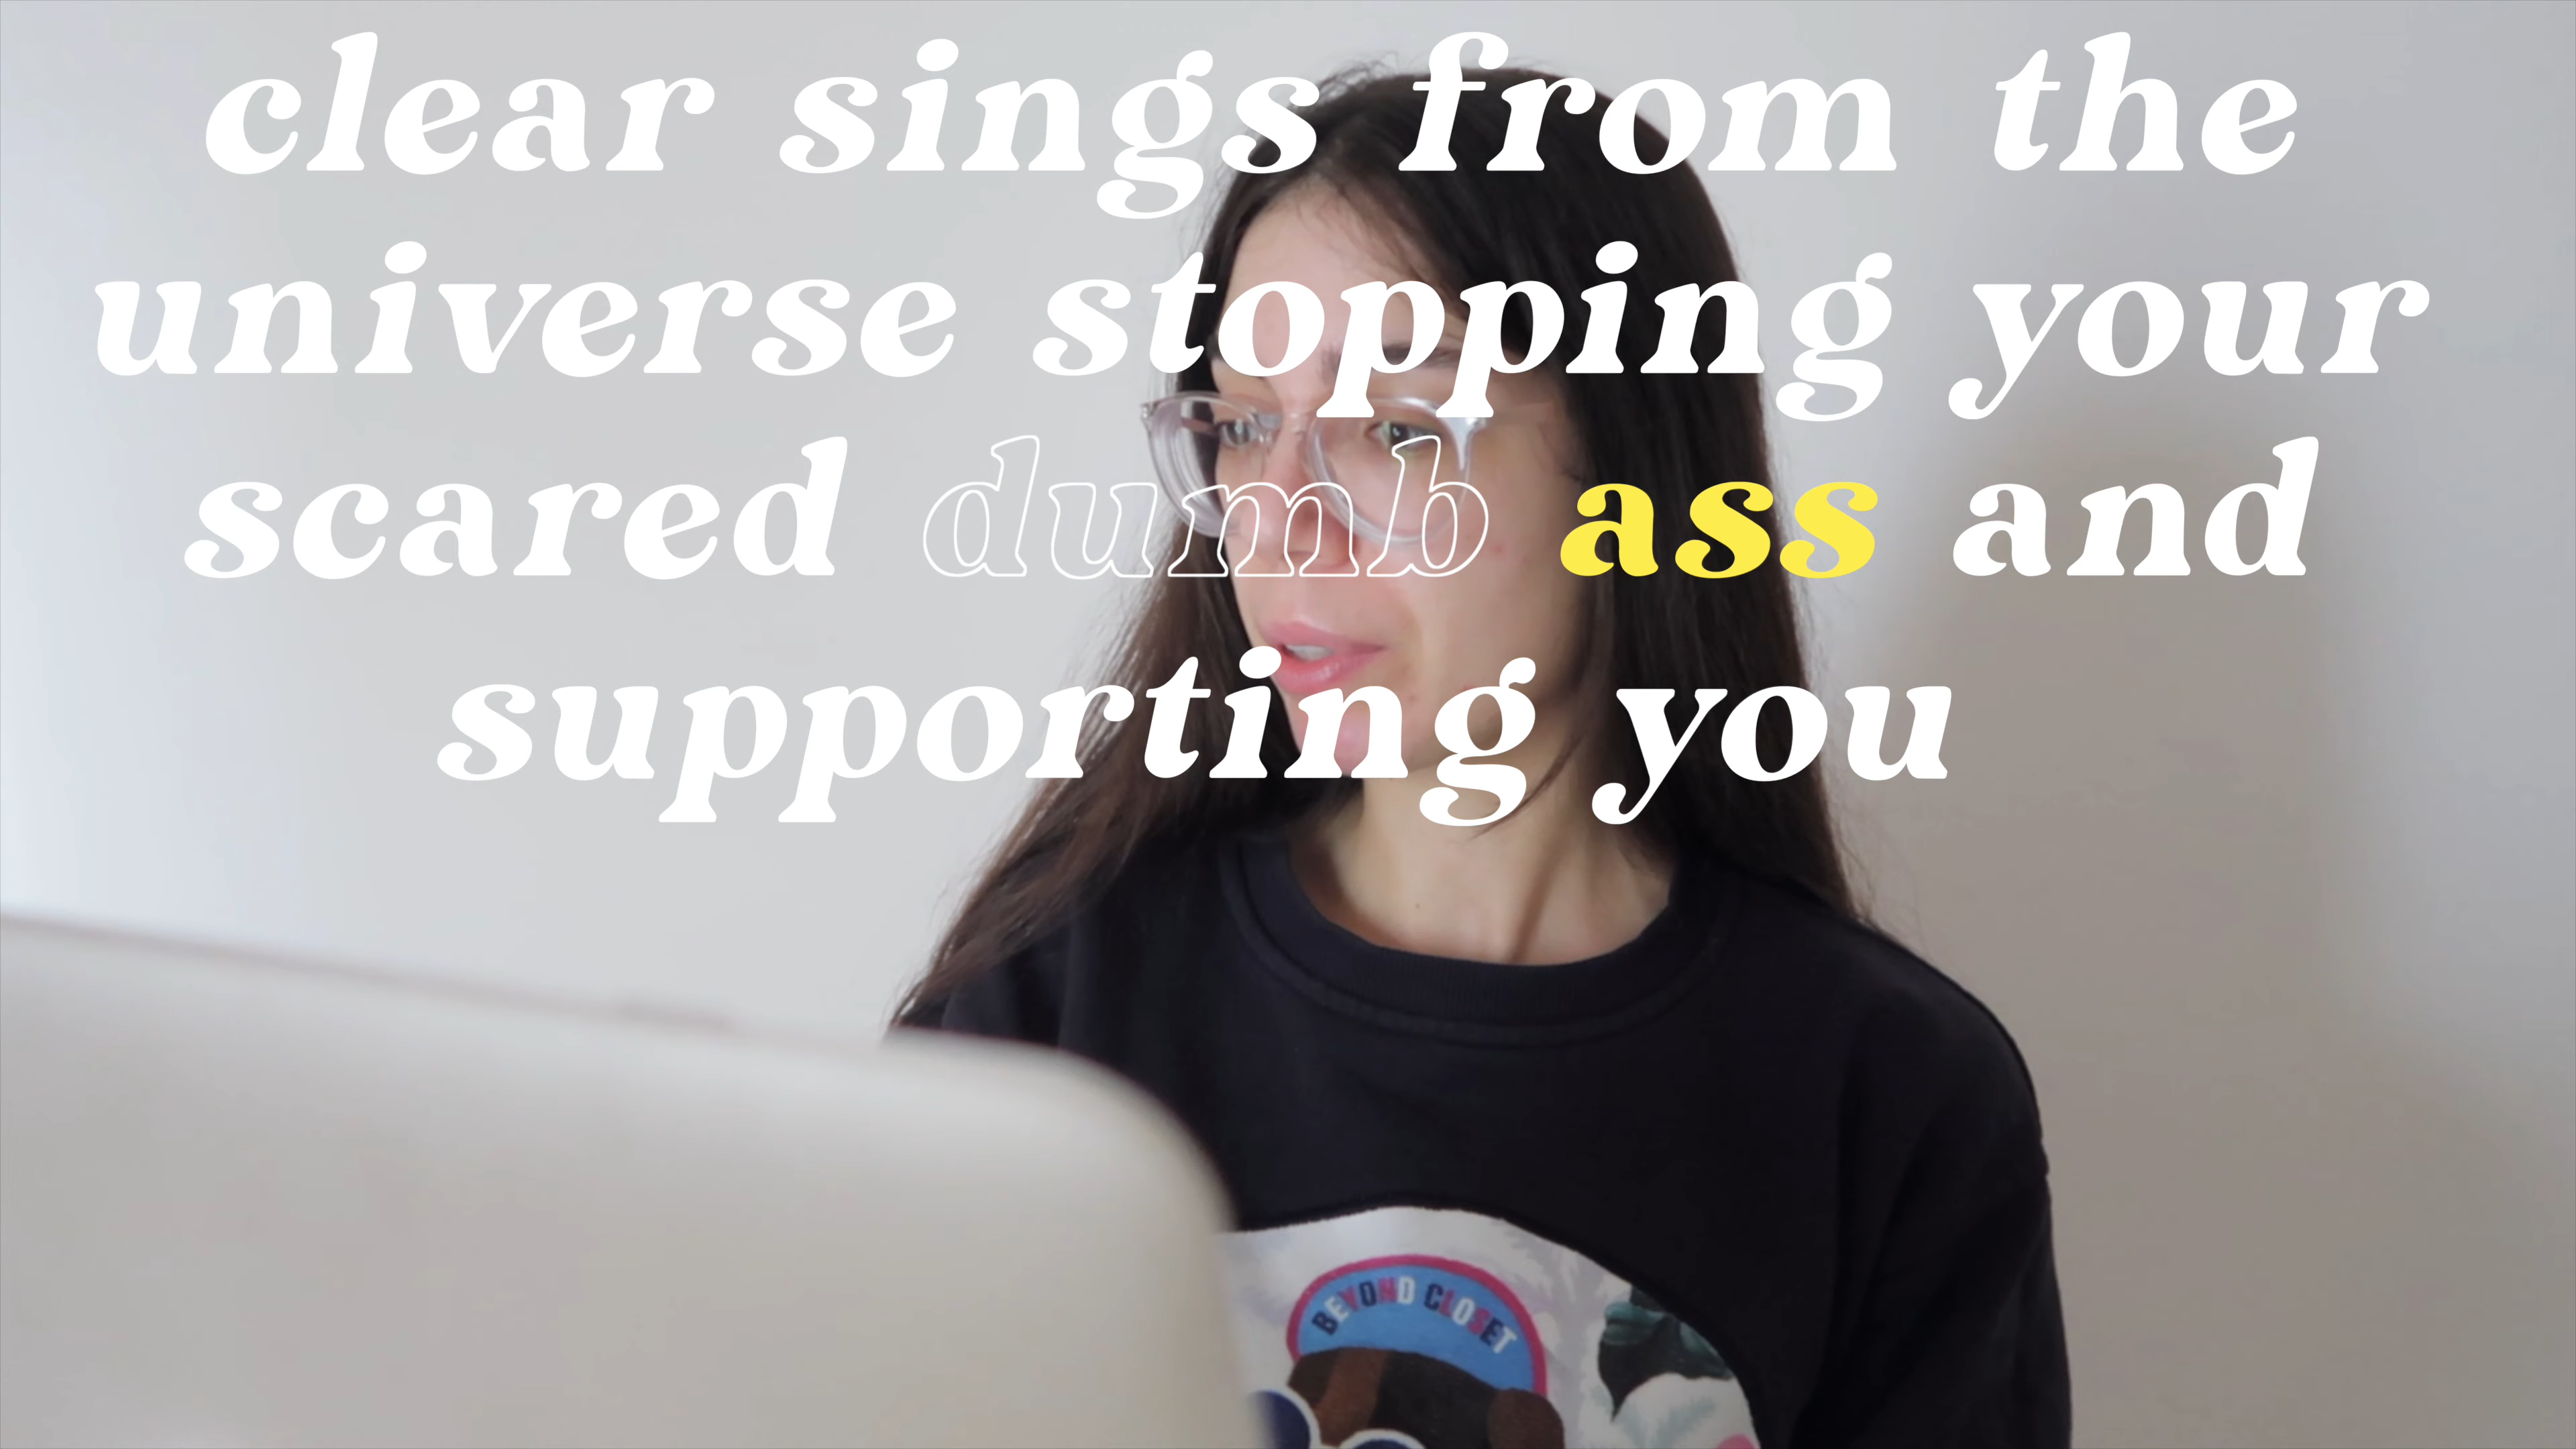 clear sings from the
universe stopping your
scared dumb ass and
supporting you
BEYOND CLOSET